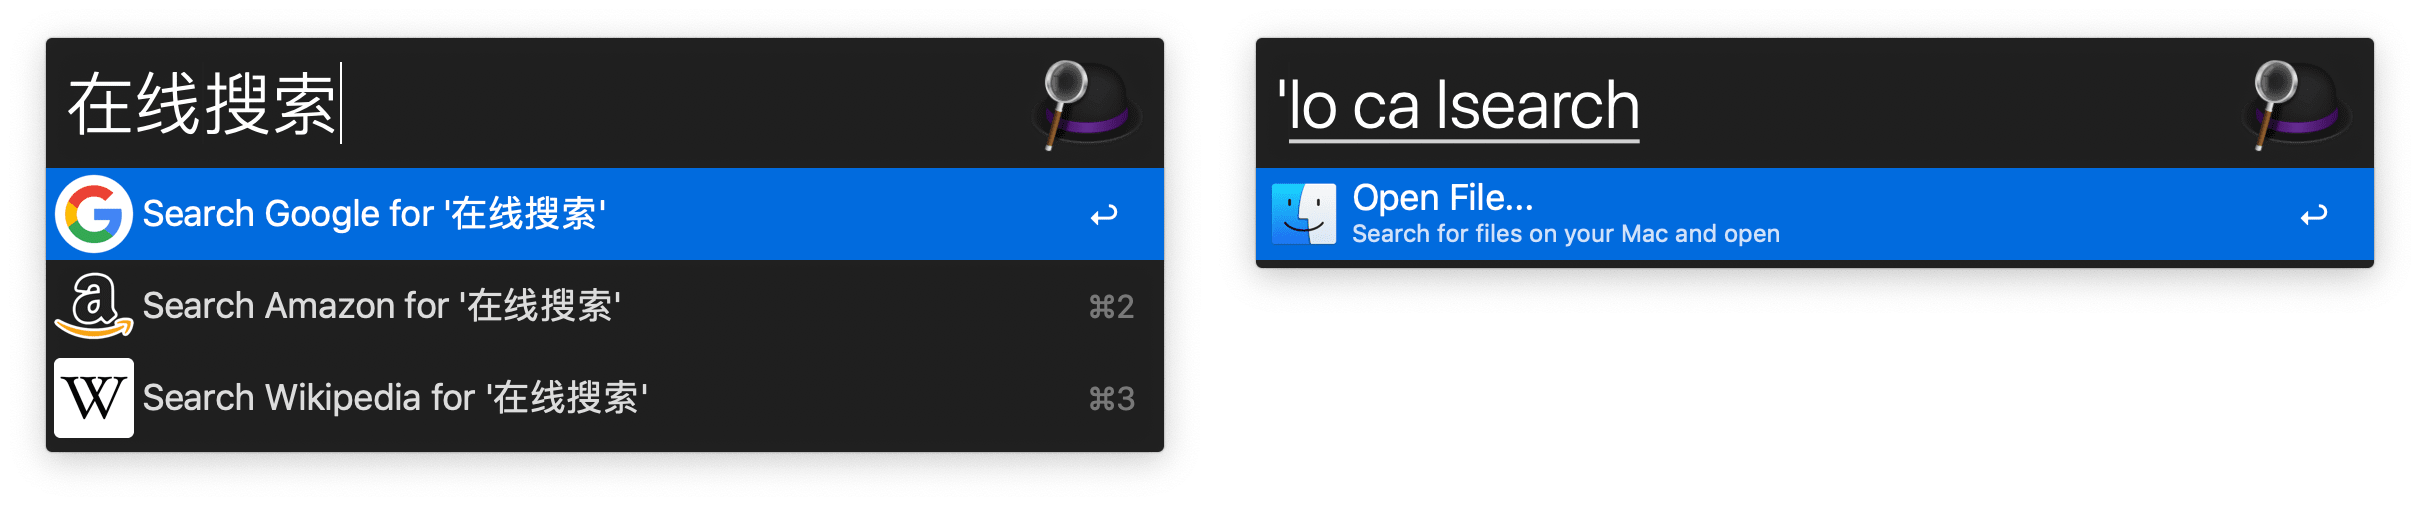 在线搜索
Search Google for '在线搜索'
Search Amazon for '在线搜索' ⌘2
Search Wikipedia for '在线搜索' ⌘3
'lo ca lsearch
Open File...
Search for files on your Mac and open